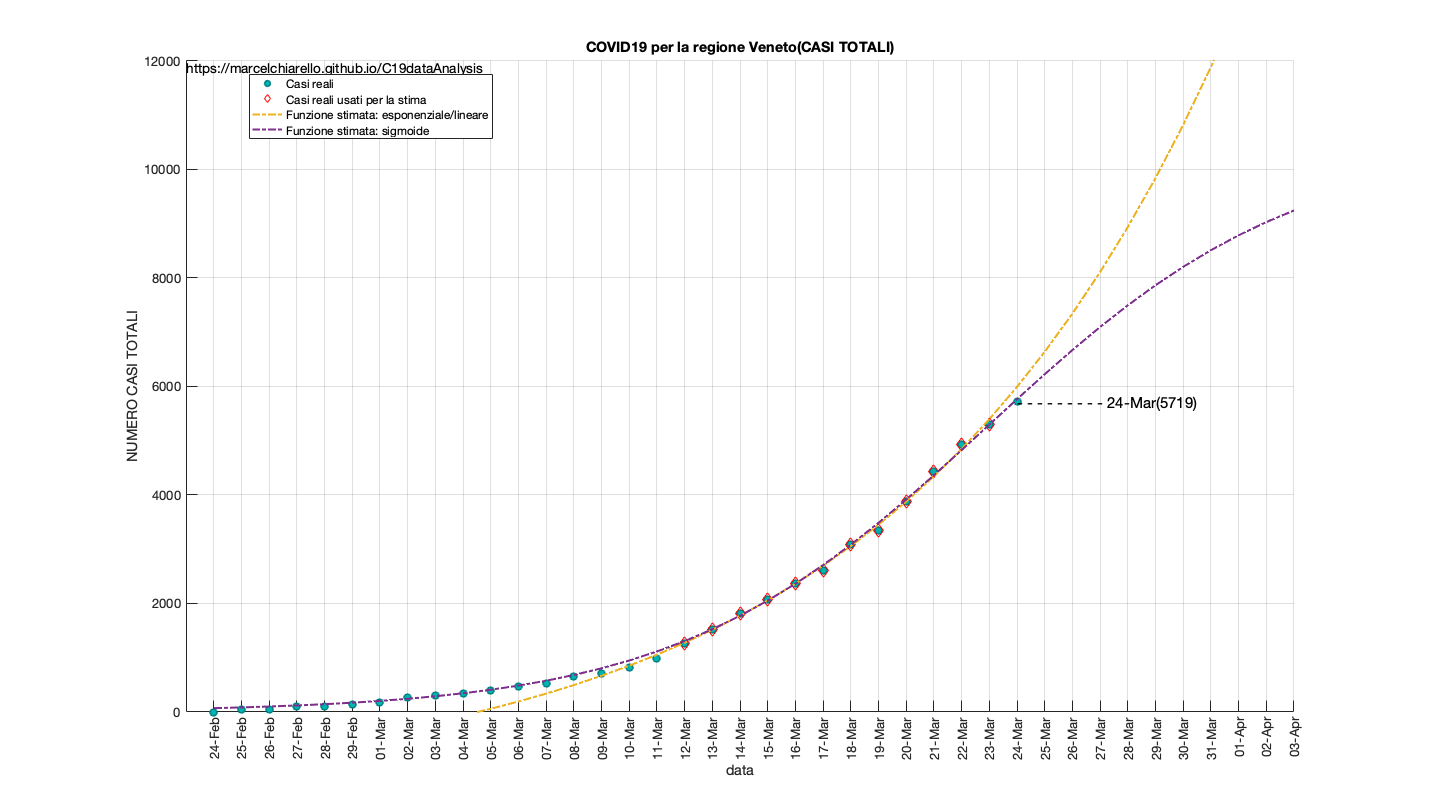 COVID19 per la regione Veneto(CASI TOTALI)
https://marcelchiarello.github.io/C19dataAnalysis
Casi reali
Casi reali usati per la stima
Funzione stimata: esponenziale/lineare
Funzione stimata: sigmoide
NUMERO CASI TOTALI
12000
10000
8000
6000
4000
2000
0
24-Mar(5719)
24-Feb
25-Feb
26-Feb
27-Feb
28-Feb
29-Feb
01-Mar
02-Mar
03-Mar
04-Mar
05-Mar
06-Mar
07-Mar
08-Mar
09-Mar
10-Mar
11-Mar
12-Mar
13-Mar
14-Mar
15-Mar
16-Mar
17-Mar
18-Mar
19-Mar
20-Mar
21-Mar
22-Mar
23-Mar
24-Mar
25-Mar
26-Mar
27-Mar
28-Mar
29-Mar
30-Mar
31-Mar
01-Apr
02-Apr
03-Apr
data